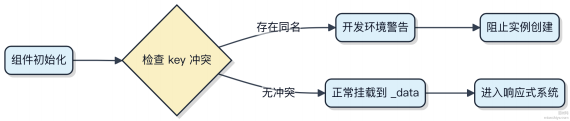 组件初始化
检查 key 冲突
存在同名
开发环境警告
阻止实例创建
无冲突
正常挂载到 _data
进入响应式系统